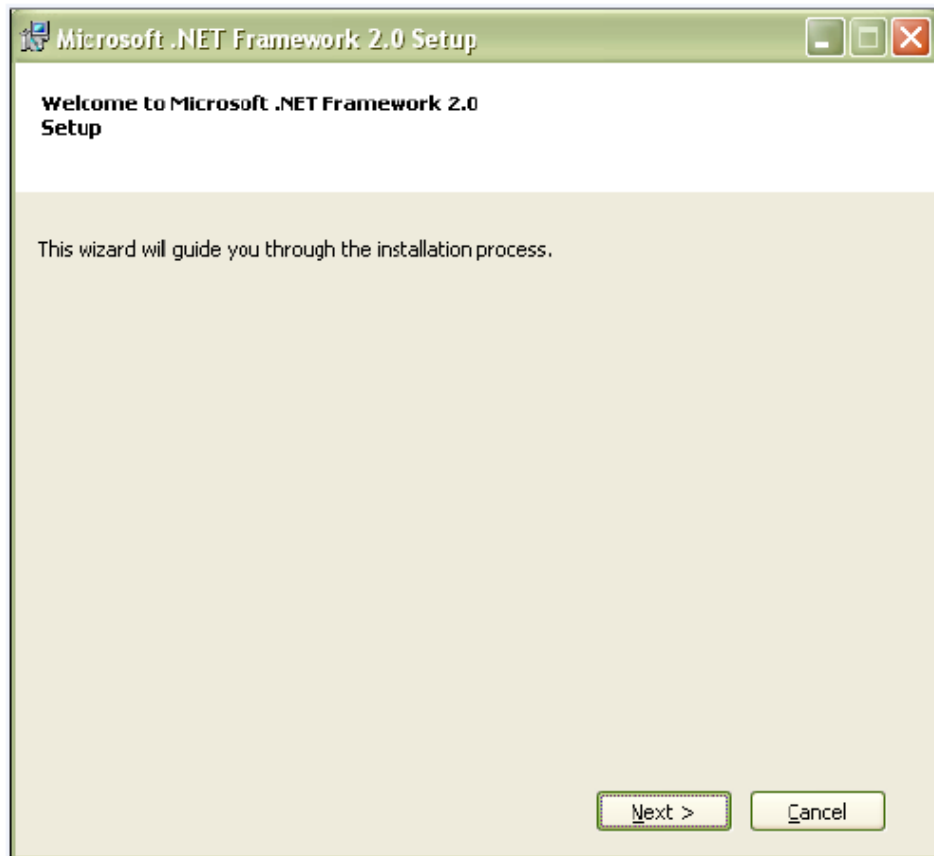 Microsoft .NET Framework 2.0 Setup
Welcome to Microsoft .NET Framework 2.0
Setup
This wizard will guide you through the installation process.
Next >
Cancel